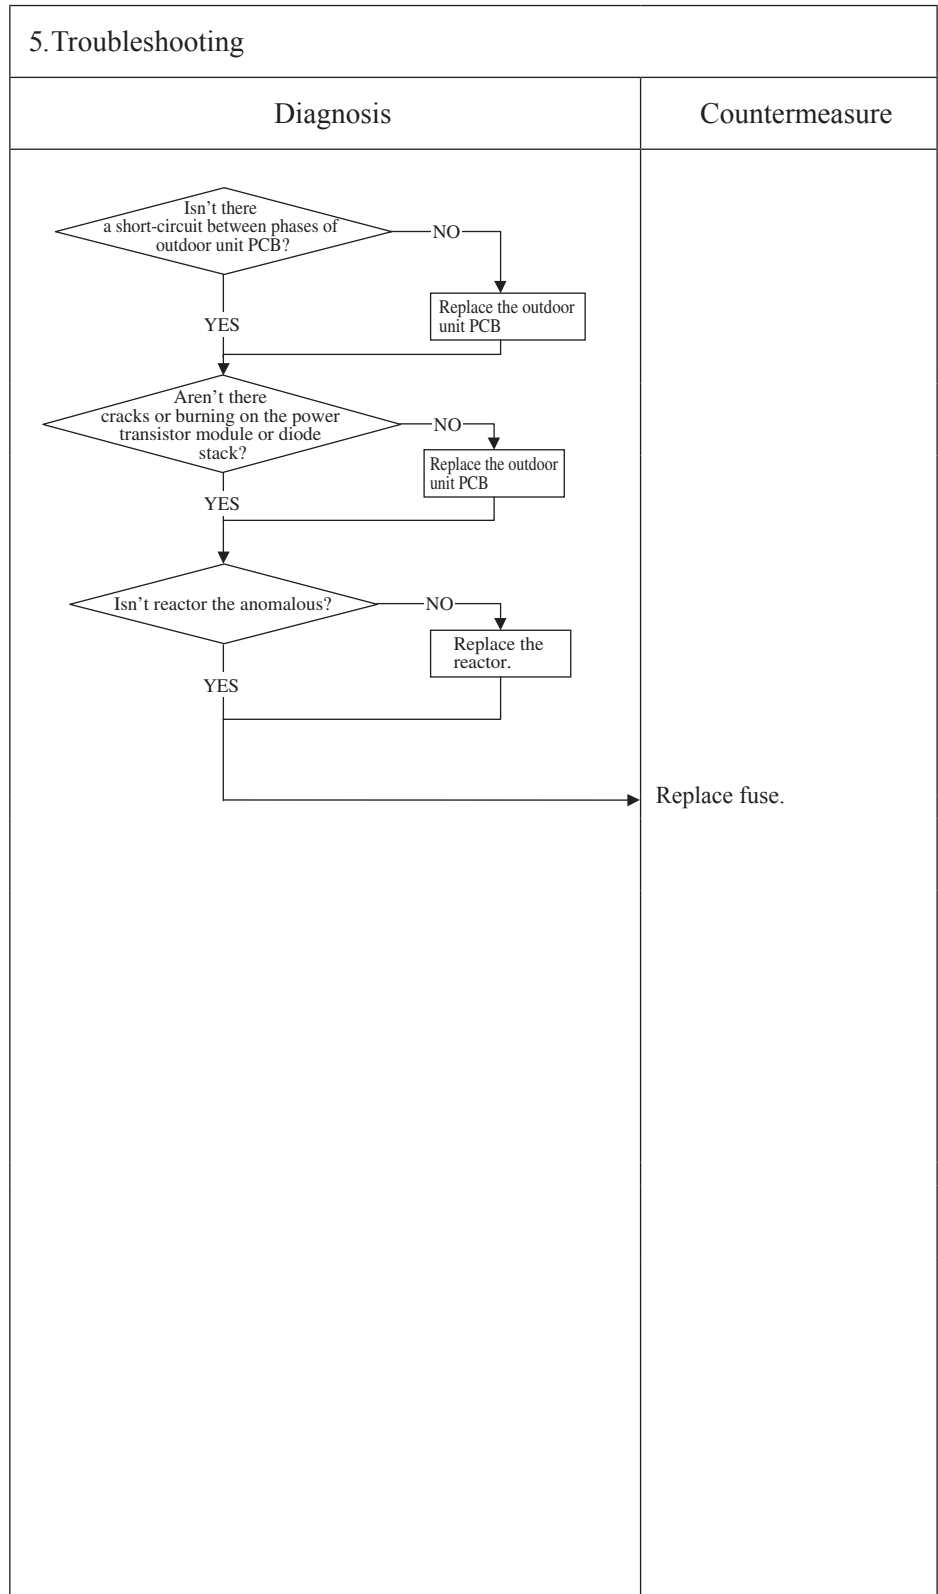 5.Troubleshooting
Diagnosis
Countermeasure
Isn't there
a short-circuit between phases of
outdoor unit PCB?
NO
Replace the outdoor
unit PCB
YES
Aren't there
cracks or burning on the power
transistor module or diode
stack?
NO
Replace the outdoor
unit PCB
YES
Isn't reactor the anomalous?
NO
Replace the
reactor.
YES
Replace fuse.